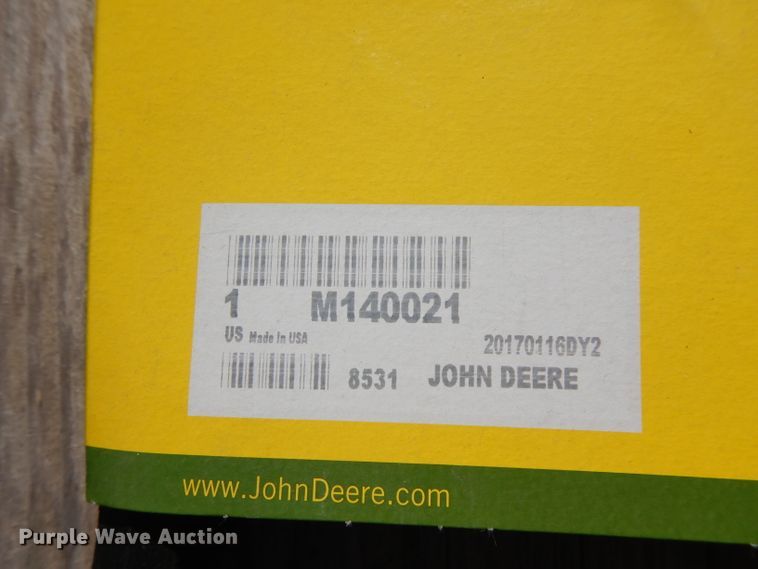 1 M140021
US Made in USA
20170116DY2
8531 JOHN DEERE
www.JohnDeere.com
Purple Wave Auction